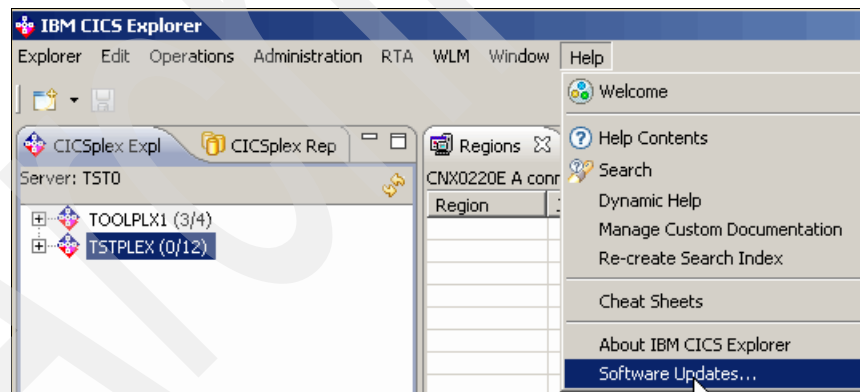 IBM CICS Explorer
Explorer Edit Operations Administration RTA WLM Window Help
CICSplex Expl CICSplex Rep Regions
Server: TST0
CNX0220E A conr
Region
TOOLPLX1 (3/4)
TSTPLEX (0/12)
Welcome
Help Contents
Search
Dynamic Help
Manage Custom Documentation
Re-create Search Index
Cheat Sheets
About IBM CICS Explorer
Software Updates...